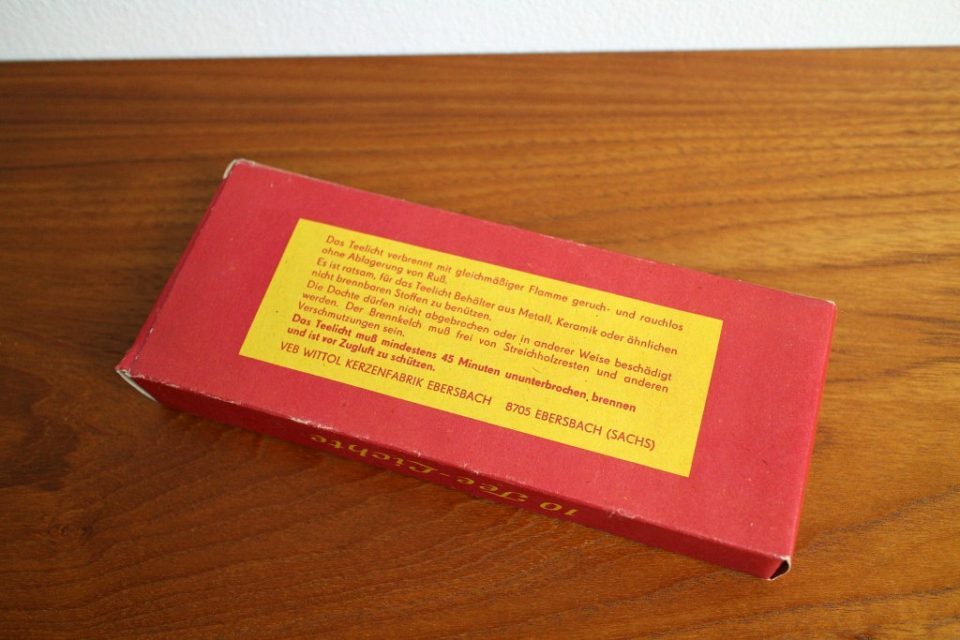 Das Teelicht verbrennt mit gleichmäßiger Flamme geruch- und rauchlos
ohne Ablagerung von Ruß.
Es ist ratsam, für das Teelicht Behälter aus Metall, Keramik oder ähnlichen
nicht brennbaren Stoffen zu benützen.
Die Dochte dürfen nicht abgebrochen oder in anderer Weise beschädigt
werden. Der Brennkelch muß frei von Streichholzresten und anderen
Verschmutzungen sein.
Das Teelicht muß mindestens 45 Minuten ununterbrochen, brennen
und ist vor Zugluft zu schützen.
VEB WITTOL KERZENFABRIK EBERSBACH 8705 EBERSBACH (SACHS)
10 Tee-Lichte